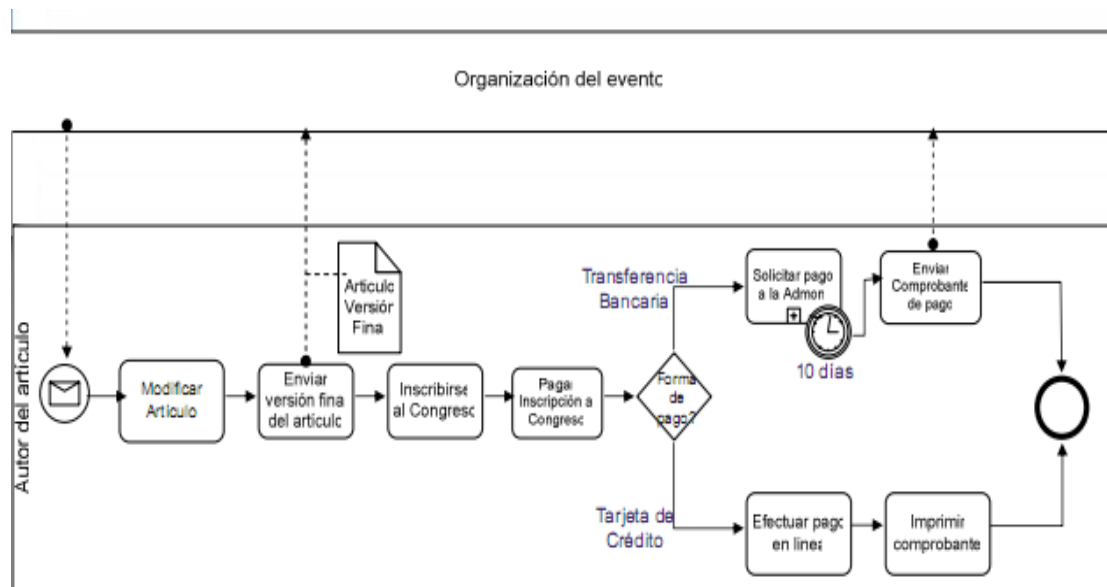 Organización del evento
Autor del artículo
Articulo
Versión
Fina
Transferencia
Bancaria
Solicitar pago
a la Admon
Enviar
Comprobante
de pago
10 días
Modificar
Artículo
Enviar
versión fina
del artículo
Inscribirse
al Congreso
Pagar
Inscripción a
Congreso
Forma
de
pago?
Tarjeta de
Crédito
Efectuar pago
en linea
Imprimir
comprobante